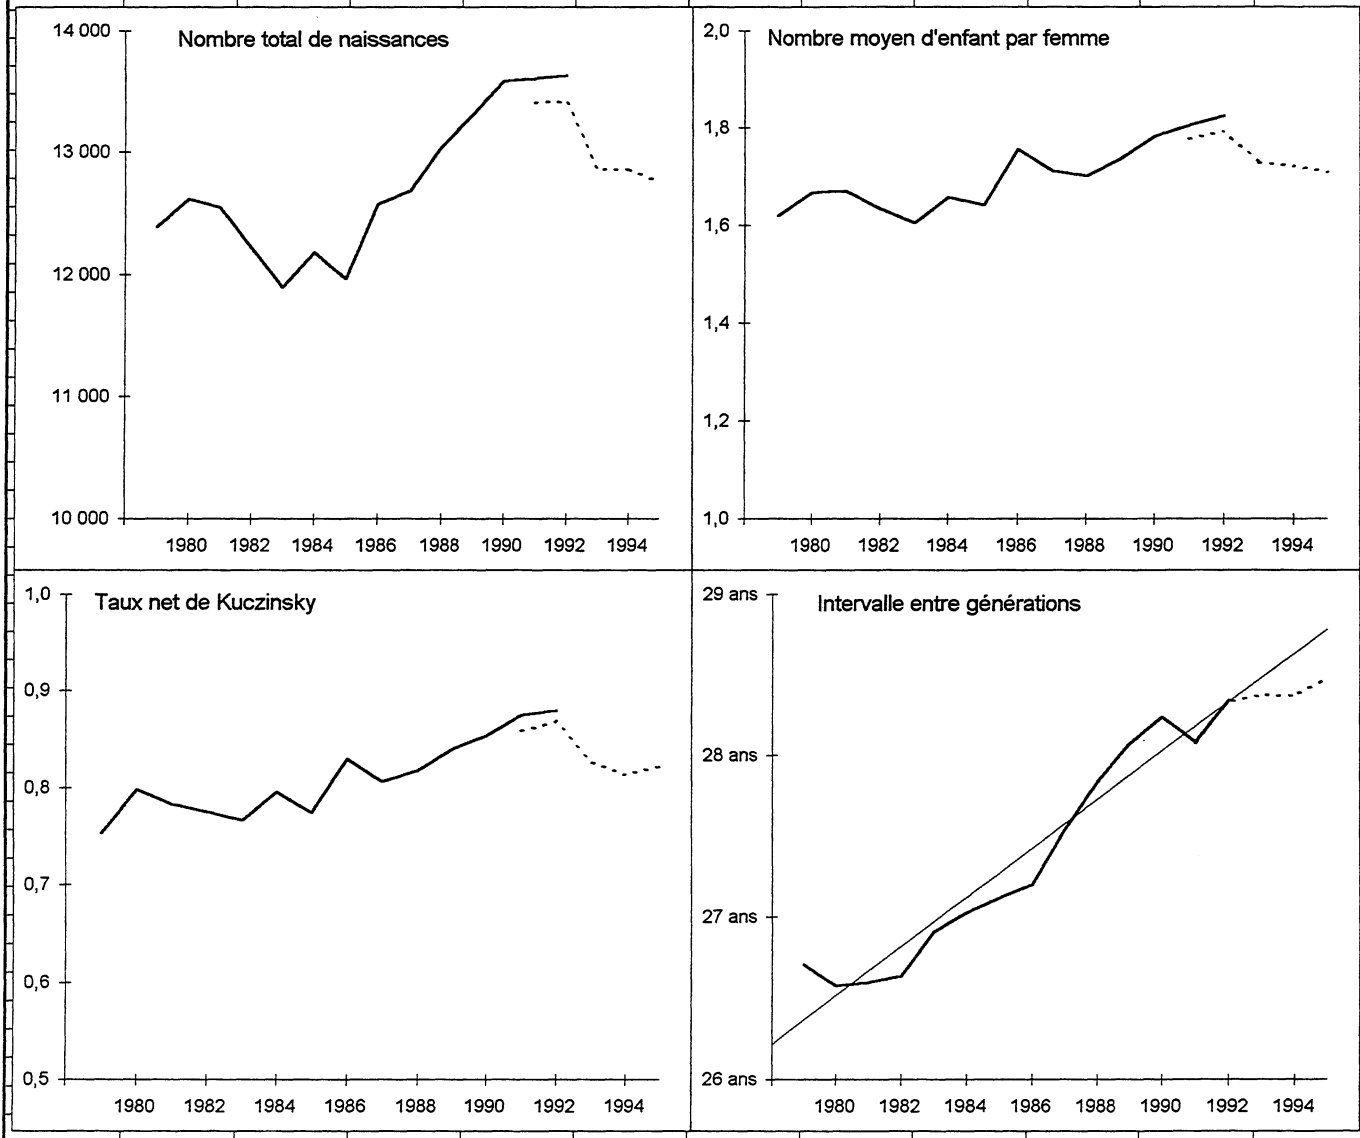 Nombre total de naissances
14 000
13 000
12 000
11 000
10 000
1980 1982 1984 1986 1988 1990 1992 1994
Nombre moyen d'enfant par femme
2,0
1,8
1,6
1,4
1,2
1,0
1980 1982 1984 1986 1988 1990 1992 1994
Taux net de Kuczinsky
1,0
0,9
0,8
0,7
0,6
0,5
1980 1982 1984 1986 1988 1990 1992 1994
Intervalle entre générations
29 ans
28 ans
27 ans
26 ans
1980 1982 1984 1986 1988 1990 1992 1994